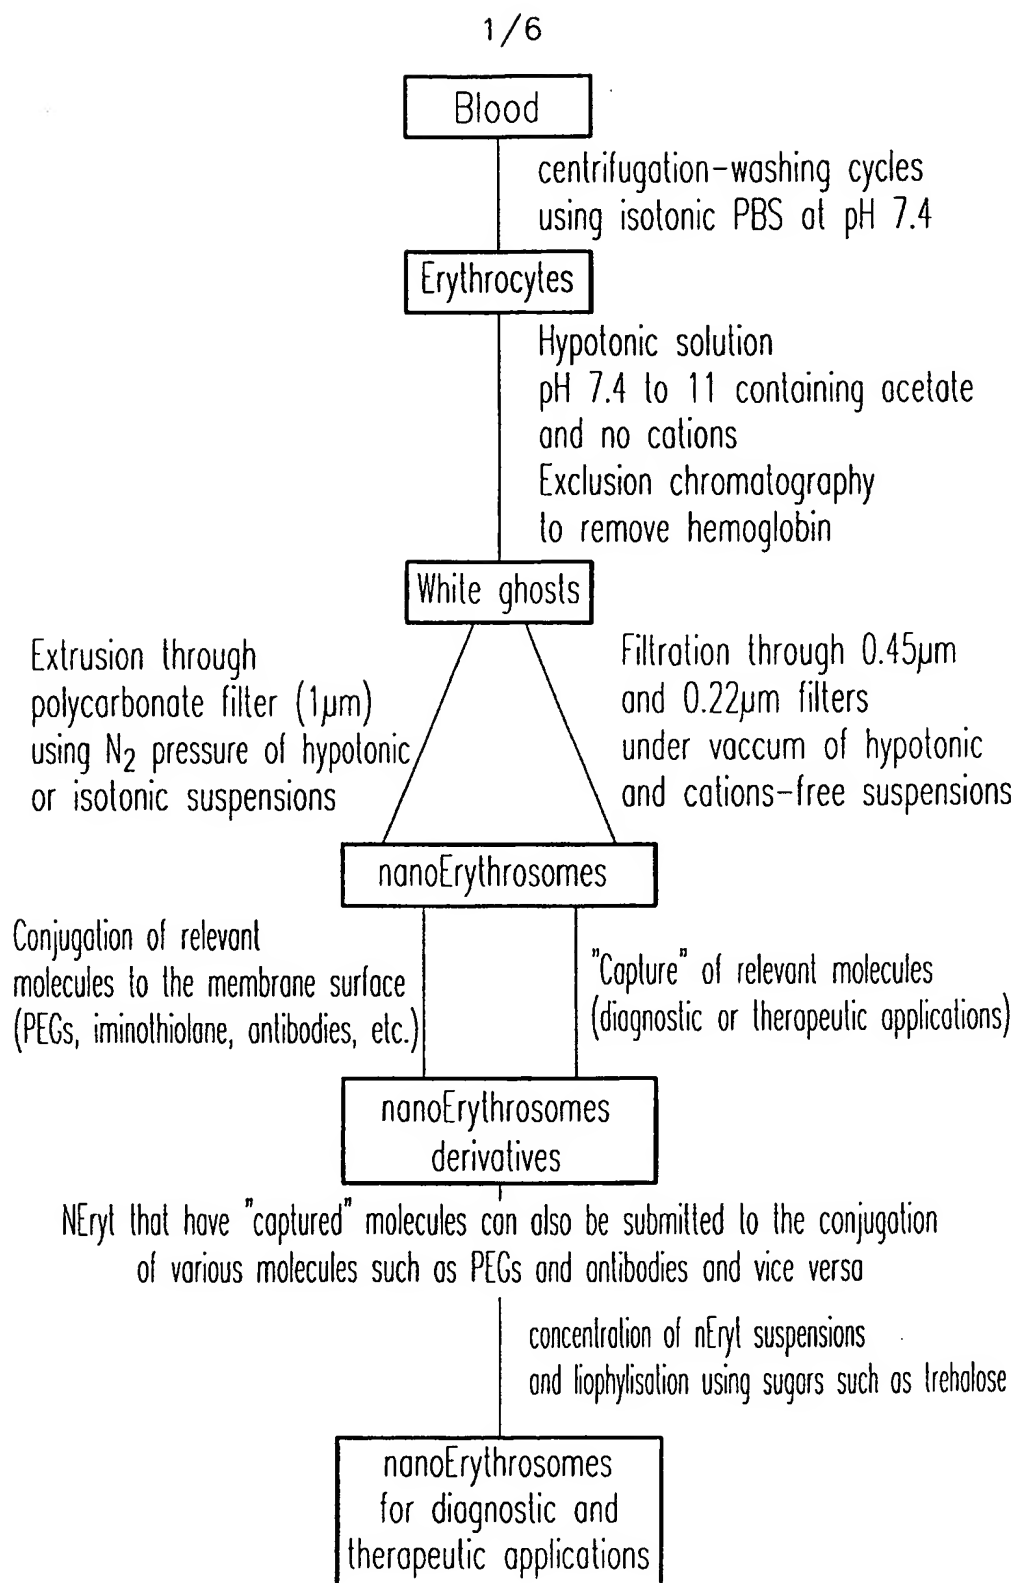 1/6
Blood
centrifugation-washing cycles
using isotonic PBS at pH 7.4
Erythrocytes
Hypotonic solution
pH 7.4 to 11 containing acetate
and no cations
Exclusion chromatography
to remove hemoglobin
White ghosts
Extrusion through
polycarbonate filter (1µm)
using N2 pressure of hypotonic
or isotonic suspensions
Filtration through 0.45µm
and 0.22µm filters
under vaccum of hypotonic
and cations-free suspensions
nanoErythrosomes
Conjugation of relevant
molecules to the membrane surface
(PEGs, iminothiolane, antibodies, etc.)
"Capture" of relevant molecules
(diagnostic or therapeutic applications)
nanoErythrosomes
derivatives
NEryt that have "captured" molecules can also be submitted to the conjugation
of various molecules such as PEGs and antibodies and vice versa
concentration of nEryt suspensions
and liophylisation using sugars such as trehalose
nanoErythrosomes
for diagnostic and
therapeutic applications